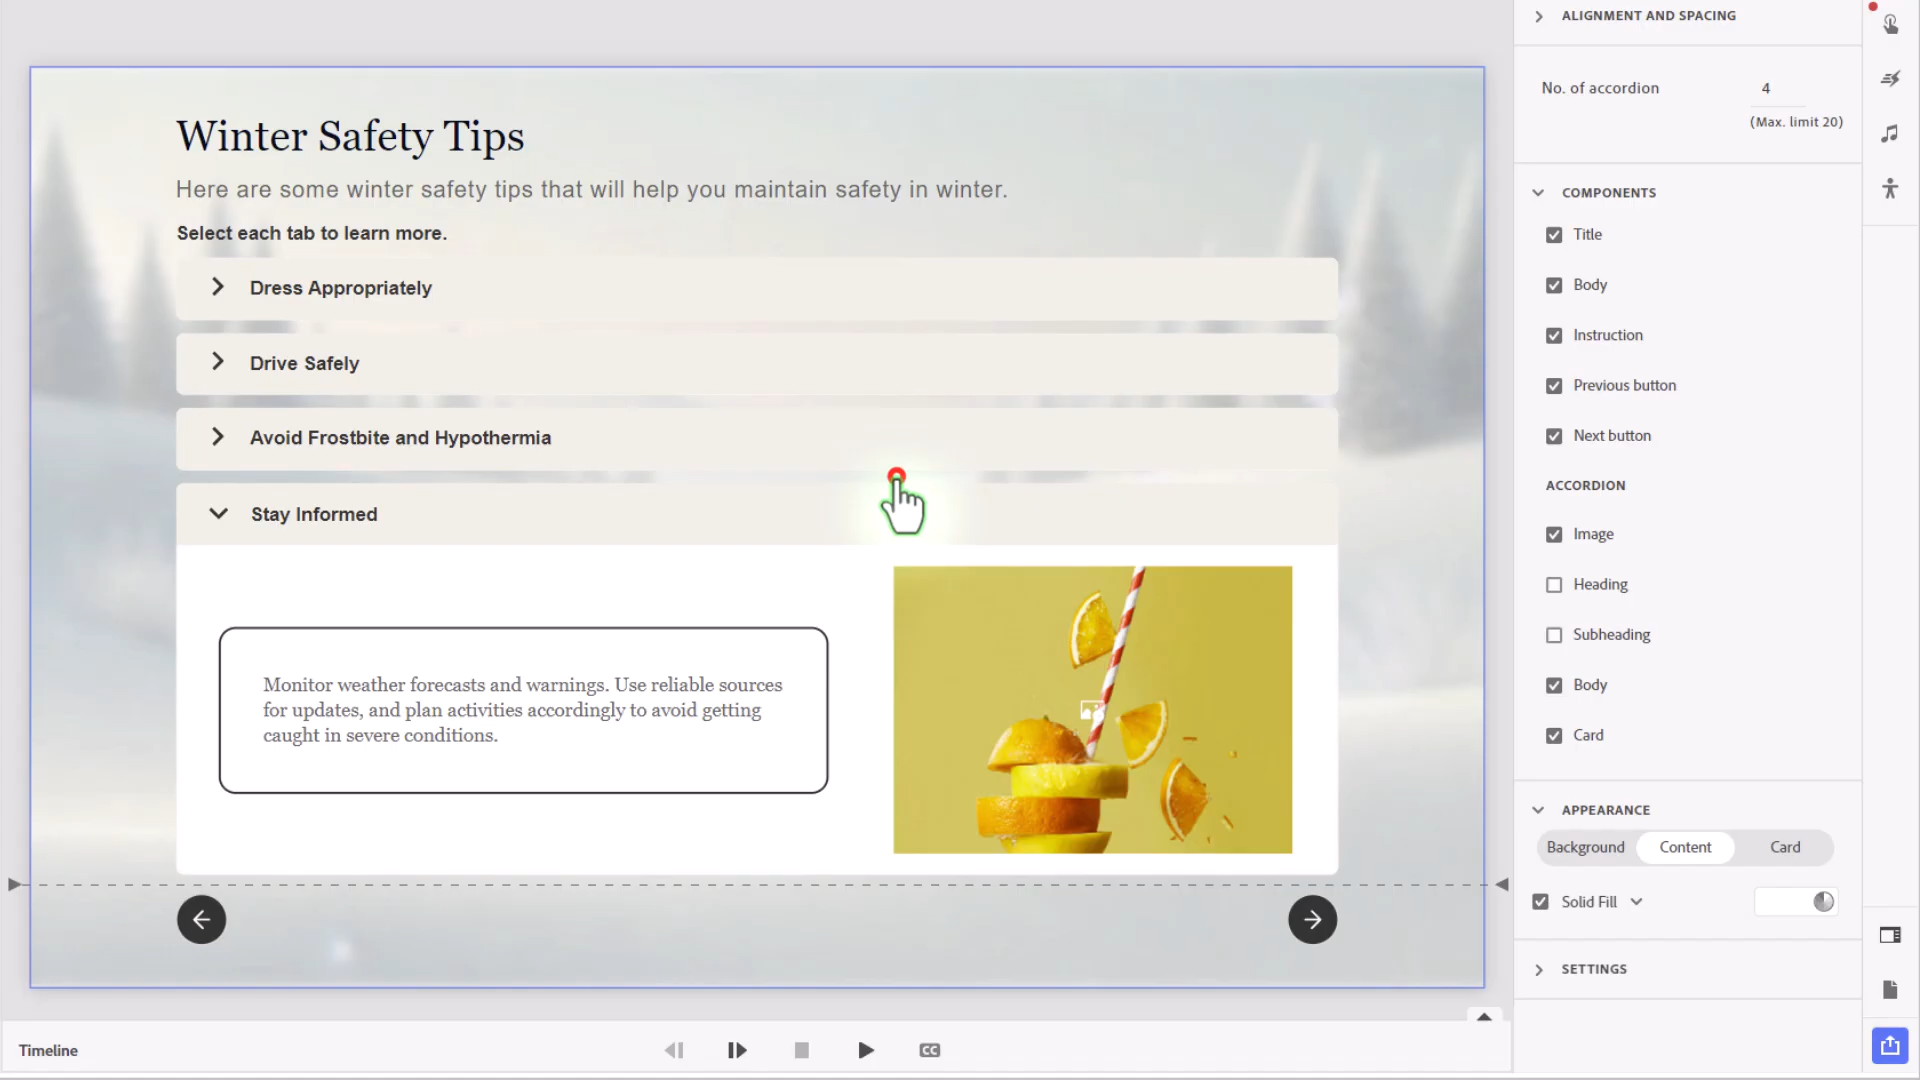 ALIGNMENT AND SPACING
No. of accordion
4
(Max. limit 20)
COMPONENTS
Title
Body
Instruction
Previous button
Next button
ACCORDION
Image
Heading
Subheading
Body
Card
APPEARANCE
Background
Content
Card
Solid Fill
SETTINGS
Winter Safety Tips
Here are some winter safety tips that will help you maintain safety in winter.
Select each tab to learn more.
Dress Appropriately
Drive Safely
Avoid Frostbite and Hypothermia
Stay Informed
Monitor weather forecasts and warnings. Use reliable sources
for updates, and plan activities accordingly to avoid getting
caught in severe conditions.
Timeline
CC